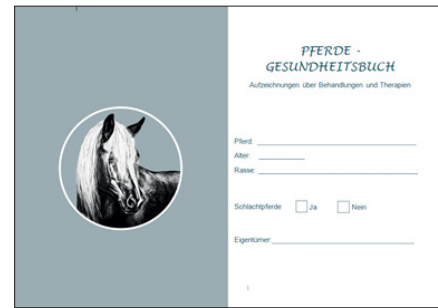 PFERDE -
GESUNDHEITSBUCH
Aufzeichnungen über Behandlungen und Therapien
Pferd:
Alter:
Rasse:
Schlachtpferde Ja Nein
Eigentümer: